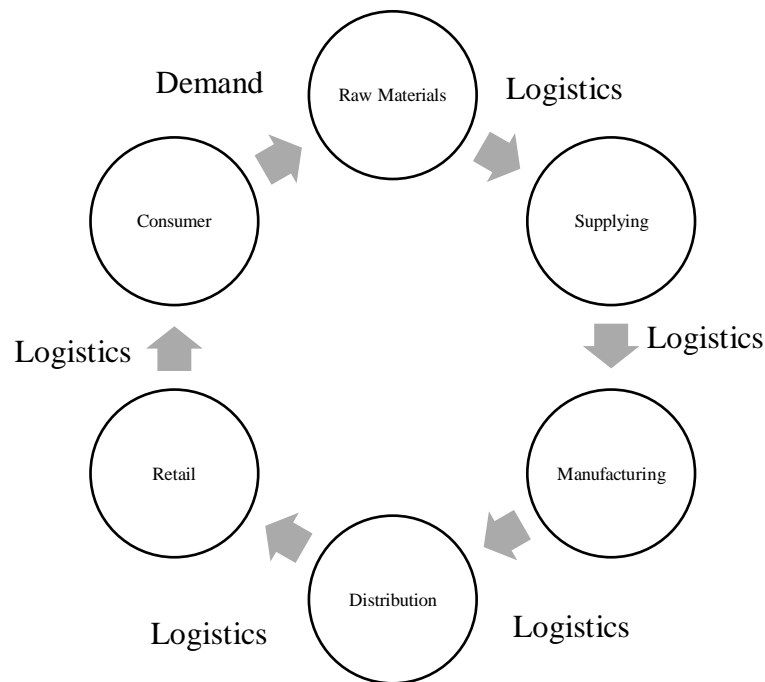 Demand
Raw Materials
Logistics
Consumer
Supplying
Logistics
Logistics
Retail
Manufacturing
Distribution
Logistics
Logistics